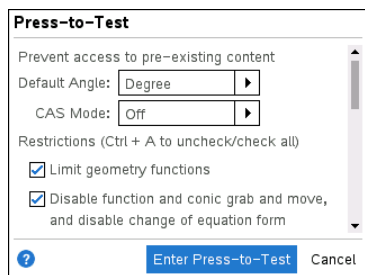 Press-to-Test
Prevent access to pre-existing content
Default Angle: Degree
CAS Mode: Off
Restrictions (Ctrl + A to uncheck/check all)
Limit geometry functions
Disable function and conic grab and move,
and disable change of equation form
? Enter Press-to-Test Cancel